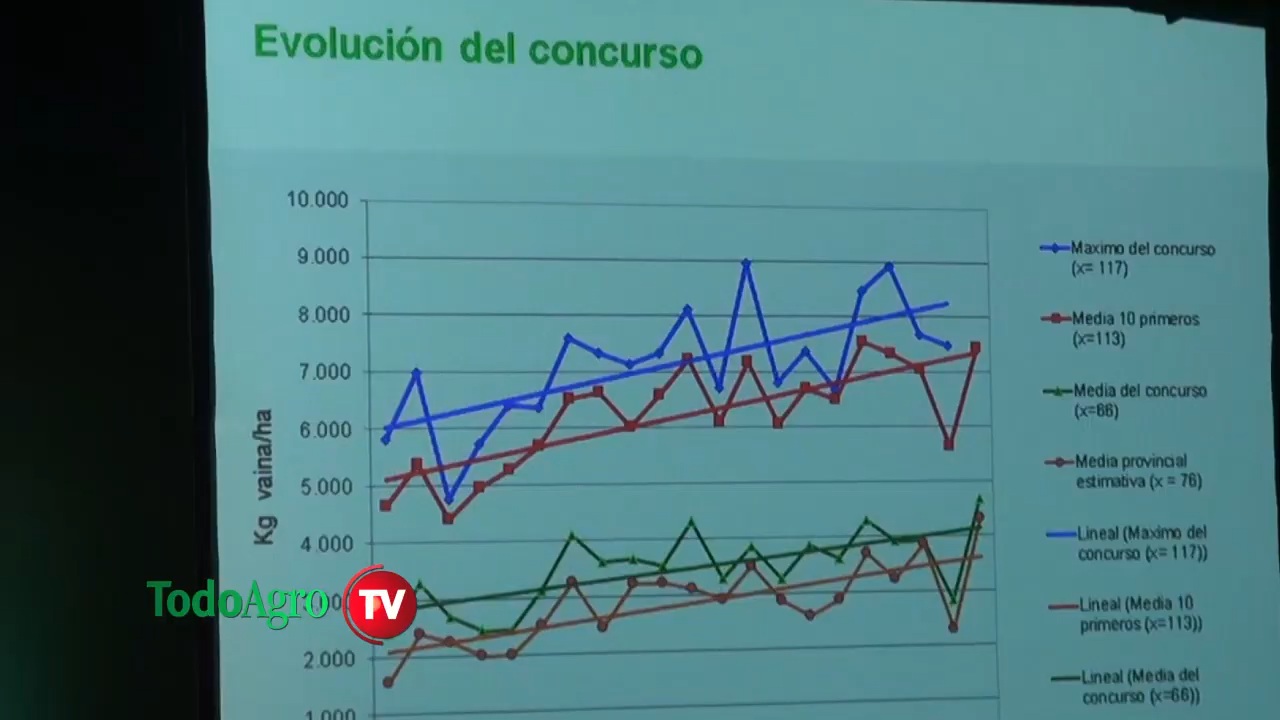 Evolución del concurso
10.000
9.000
8.000
7.000
6.000
5.000
4.000
2.000
1.000
Kg vaina/ha
Maximo del concurso
(x= 117)
Media 10 primeros
(x=113)
Media del concurso
(x=66)
Media provincial
estimativa (x = 76)
Lineal (Maximo del
concurso (x= 117))
Lineal (Media 10
primeros (x=113))
Lineal (Media del
concurso (x=66))
TodoAgro TV